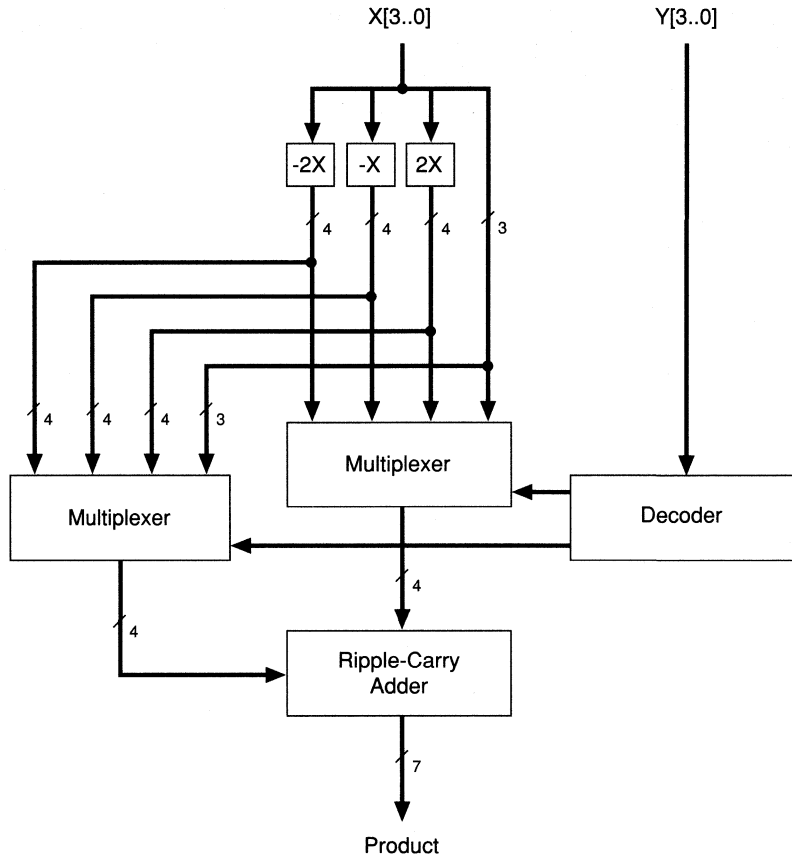 X[3..0] Y[3..0]
-2X -X 2X
4 4 4 3
4 4 4 3
Multiplexer
Multiplexer
Decoder
4
4
Ripple-Carry
Adder
7
Product